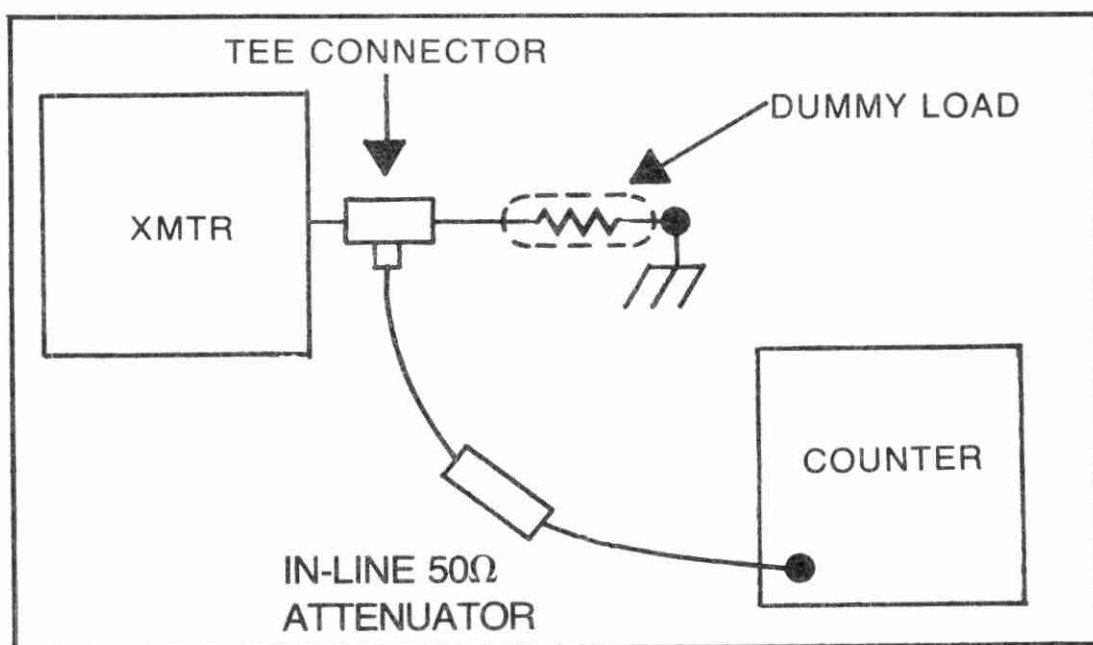 TEE CONNECTOR
DUMMY LOAD
XMTR
COUNTER
IN-LINE 50Ω
ATTENUATOR